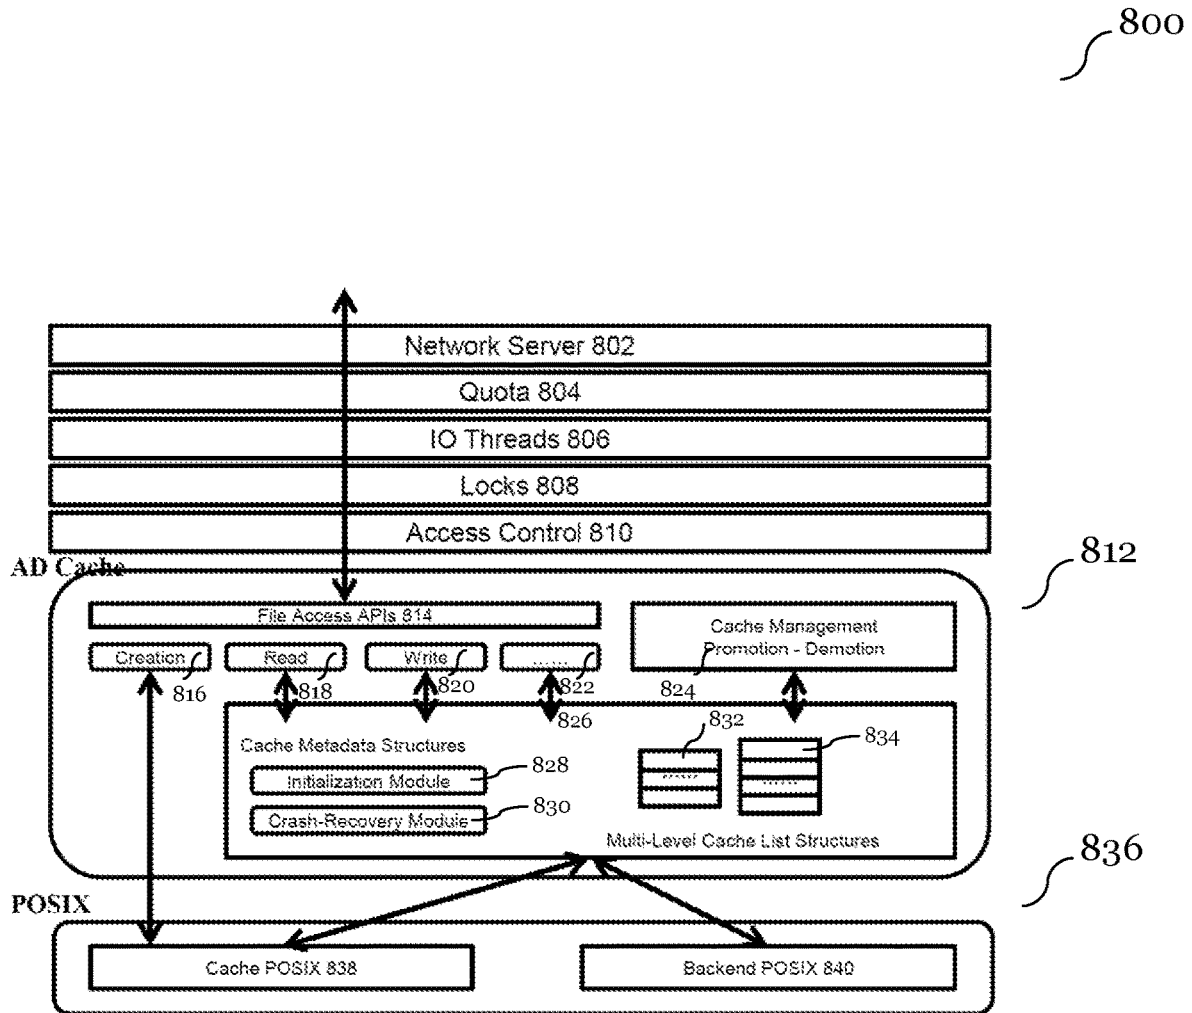 800
Network Server 802
Quota 804
IO Threads 806
Locks 808
Access Control 810
AD Cache
812
File Access APIs 814
Cache Management
Promotion - Demotion
Creation
Read
Write
......
816
818
820
822
824
826
832
834
Cache Metadata Structures
Initialization Module
828
......
......
Crash-Recovery Module
830
Multi-Level Cache List Structures
836
POSIX
Cache POSIX 838
Backend POSIX 840